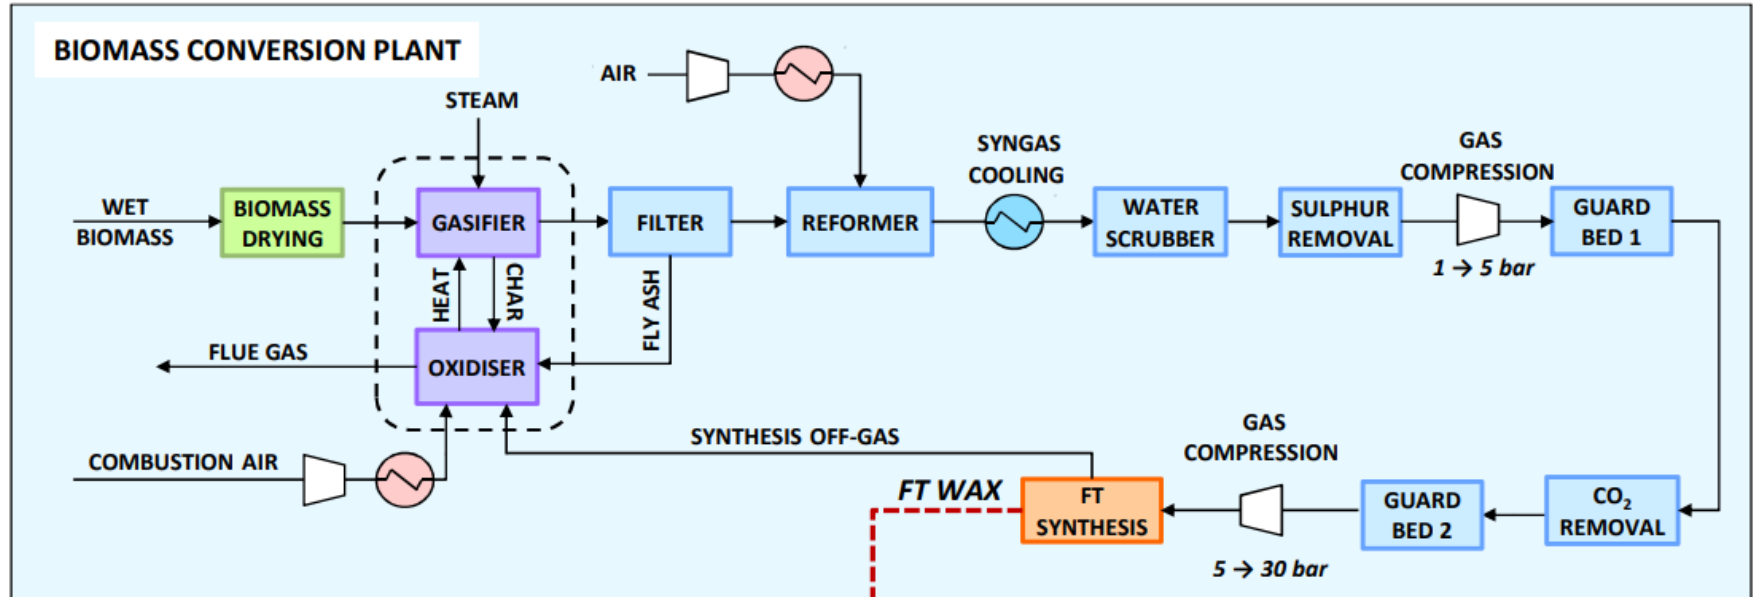 BIOMASS CONVERSION PLANT
AIR
STEAM
SYNGAS
COOLING
GAS
COMPRESSION
WET
BIOMASS
BIOMASS
DRYING
GASIFIER
FILTER
REFORMER
WATER
SCRUBBER
SULPHUR
REMOVAL
1 → 5 bar
GUARD
BED 1
HEAT
CHAR
FLY ASH
FLUE GAS
OXIDISER
COMBUSTION AIR
SYNTHESIS OFF-GAS
FT WAX
FT
SYNTHESIS
GAS
COMPRESSION
5 → 30 bar
GUARD
BED 2
CO₂
REMOVAL